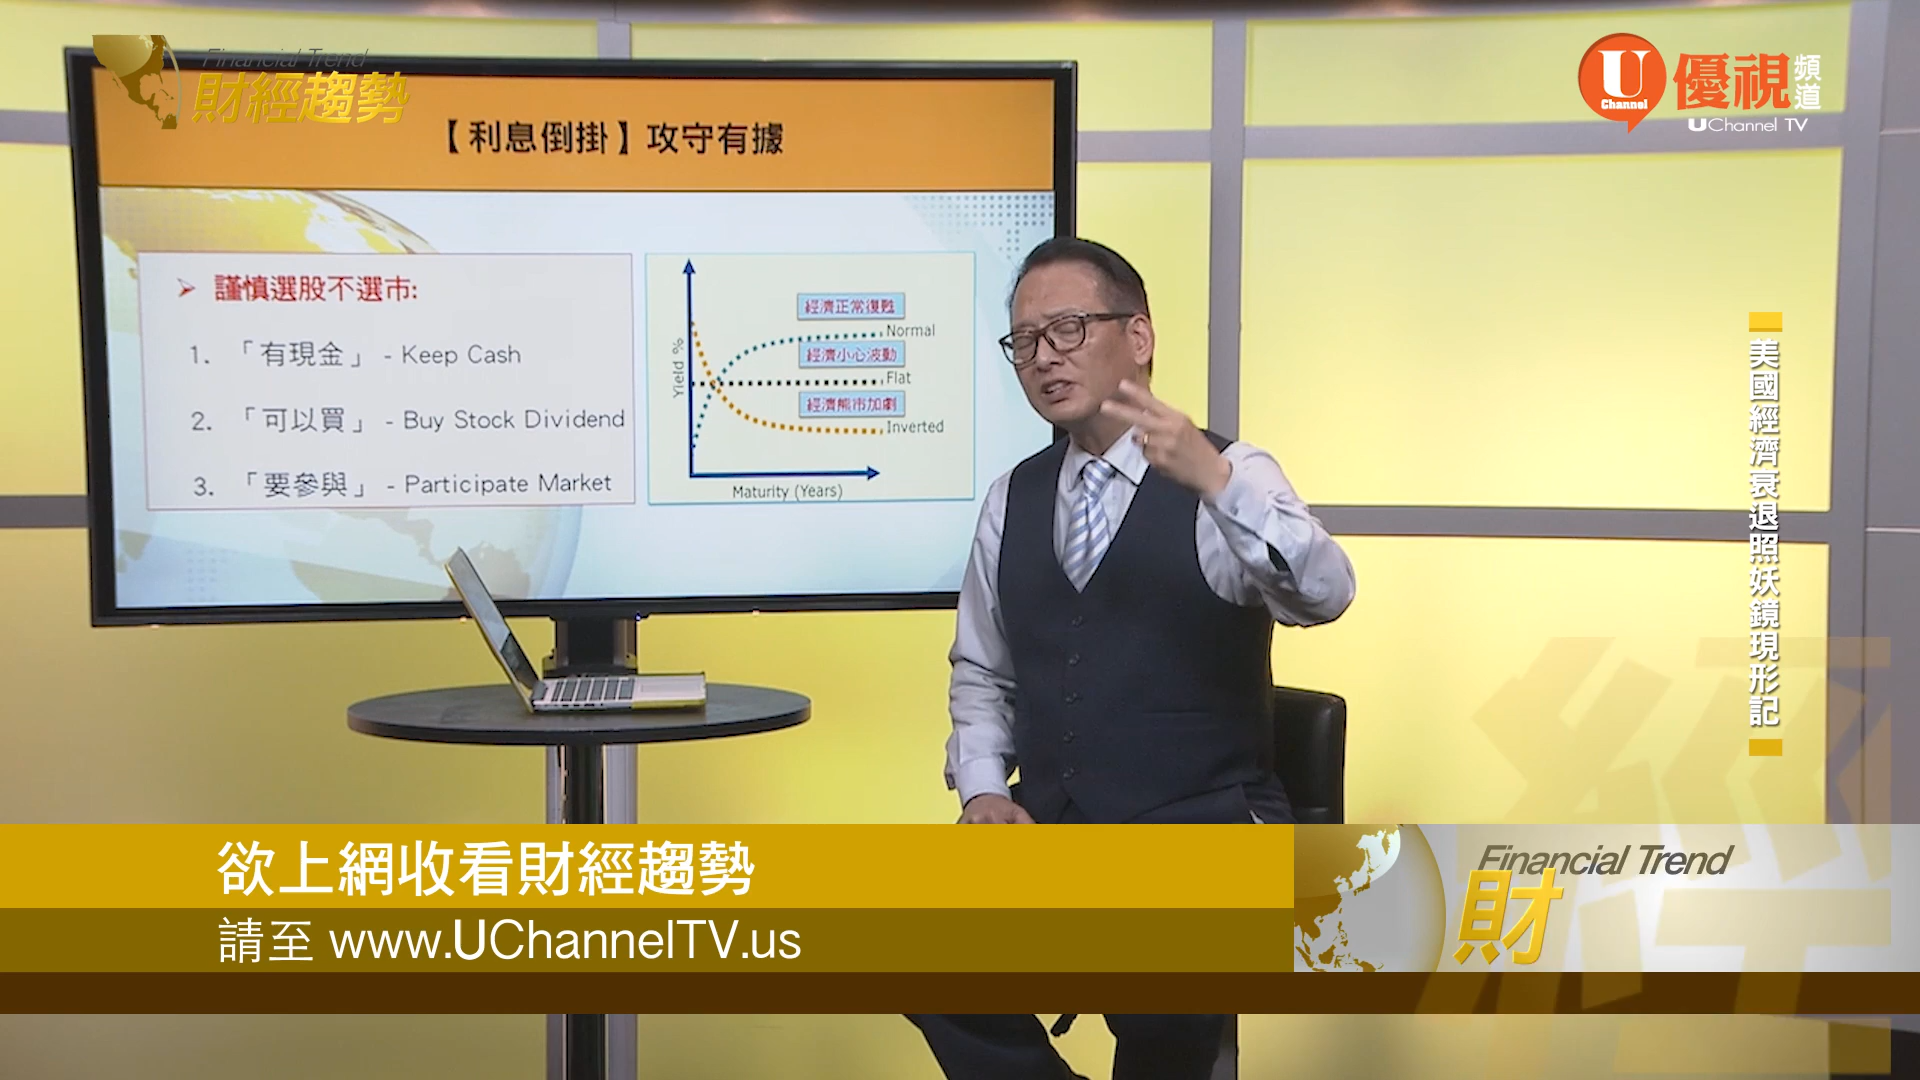 Financial Trend
財經趨勢
U Channel
優視頻道
UChannel TV
【利息倒掛】攻守有據
謹慎選股不選市:
1. 「有現金」 - Keep Cash
2. 「可以買」 - Buy Stock Dividend
3. 「要參與」 - Participate Market
Yield %
經濟正常復甦
Normal
經濟小心波動
Flat
經濟熊市加劇
Inverted
Maturity (Years)
美國經濟衰退照妖鏡現形記
欲上網收看財經趨勢
請至 www.UChannelTV.us
Financial Trend
財
經